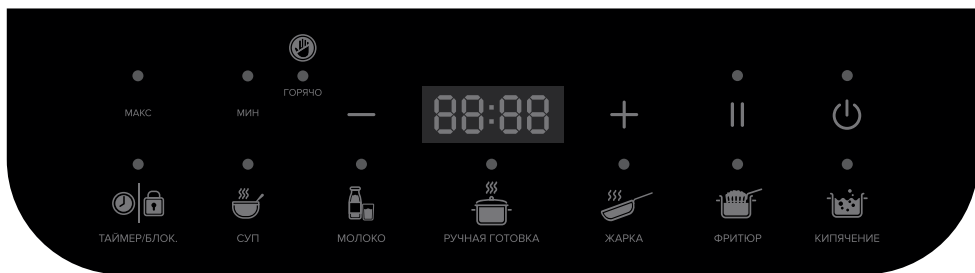 ГОРЯЧО
МАКС
МИН
88:88
ТАЙМЕР/БЛОК.
СУП
МОЛОКО
РУЧНАЯ ГОТОВКА
ЖАРКА
ФРИТЮР
КИПЯЧЕНИЕ